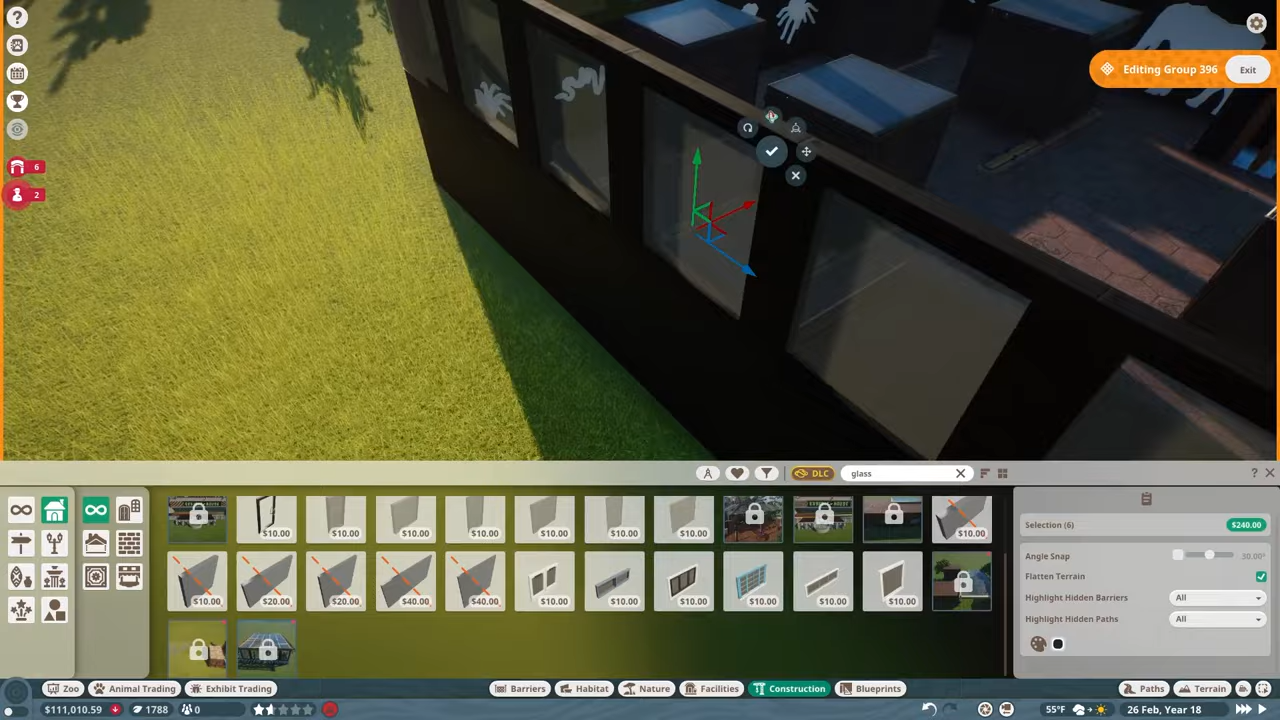 Editing Group 396
Exit
6
2
DLC
glass
$10.00 $10.00 $10.00 $10.00 $10.00 $10.00 $10.00 $10.00
$10.00 $20.00 $20.00 $40.00 $40.00 $10.00 $10.00 $10.00 $10.00 $10.00 $10.00
Selection (6)
$240.00
Angle Snap
30.00°
Flatten Terrain
Highlight Hidden Barriers
All
Highlight Hidden Paths
All
Zoo
Animal Trading
Exhibit Trading
Barriers
Habitat
Nature
Facilities
Construction
Blueprints
Paths
Terrain
$111,010.59
1788
0
55°F
26 Feb, Year 18